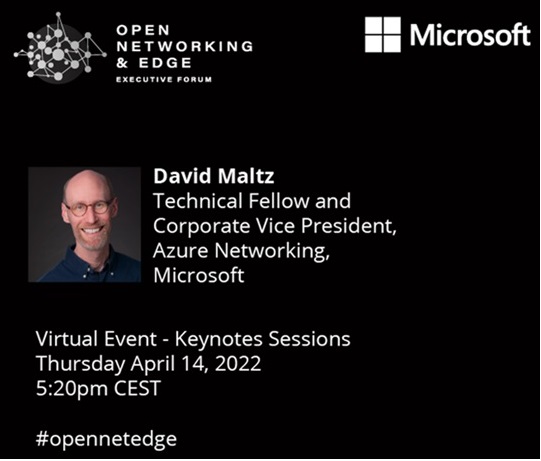 OPEN
NETWORKING
& EDGE
EXECUTIVE FORUM
Microsoft
David Maltz
Technical Fellow and
Corporate Vice President,
Azure Networking,
Microsoft
Virtual Event - Keynotes Sessions
Thursday April 14, 2022
5:20pm CEST
#opennetedge